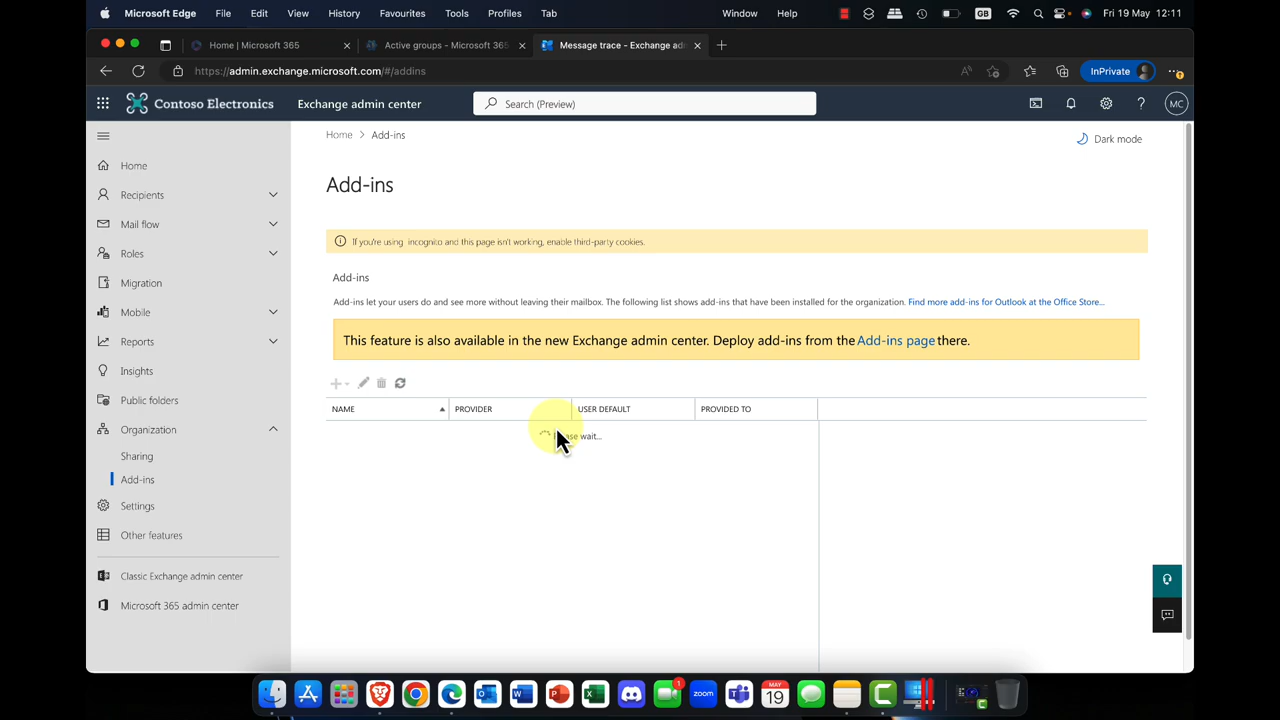 Microsoft Edge File Edit View History Favourites Tools Profiles Tab Window Help GB Fri 19 May 12:11
Home | Microsoft 365 Active groups - Microsoft 365 Message trace - Exchange adm
https://admin.exchange.microsoft.com/#/addins InPrivate
Contoso Electronics Exchange admin center Search (Preview) MC
Home > Add-ins
Dark mode
Home
Recipients
Mail flow
Roles
Migration
Mobile
Reports
Insights
Public folders
Organization
Sharing
Add-ins
Settings
Other features
Classic Exchange admin center
Microsoft 365 admin center
Add-ins
If you're using incognito and this page isn't working, enable third-party cookies.
Add-ins
Add-ins let your users do and see more without leaving their mailbox. The following list shows add-ins that have been installed for the organization. Find more add-ins for Outlook at the Office Store...
This feature is also available in the new Exchange admin center. Deploy add-ins from the Add-ins page there.
NAME PROVIDER USER DEFAULT PROVIDED TO
wait...
1
zoom MAY 19